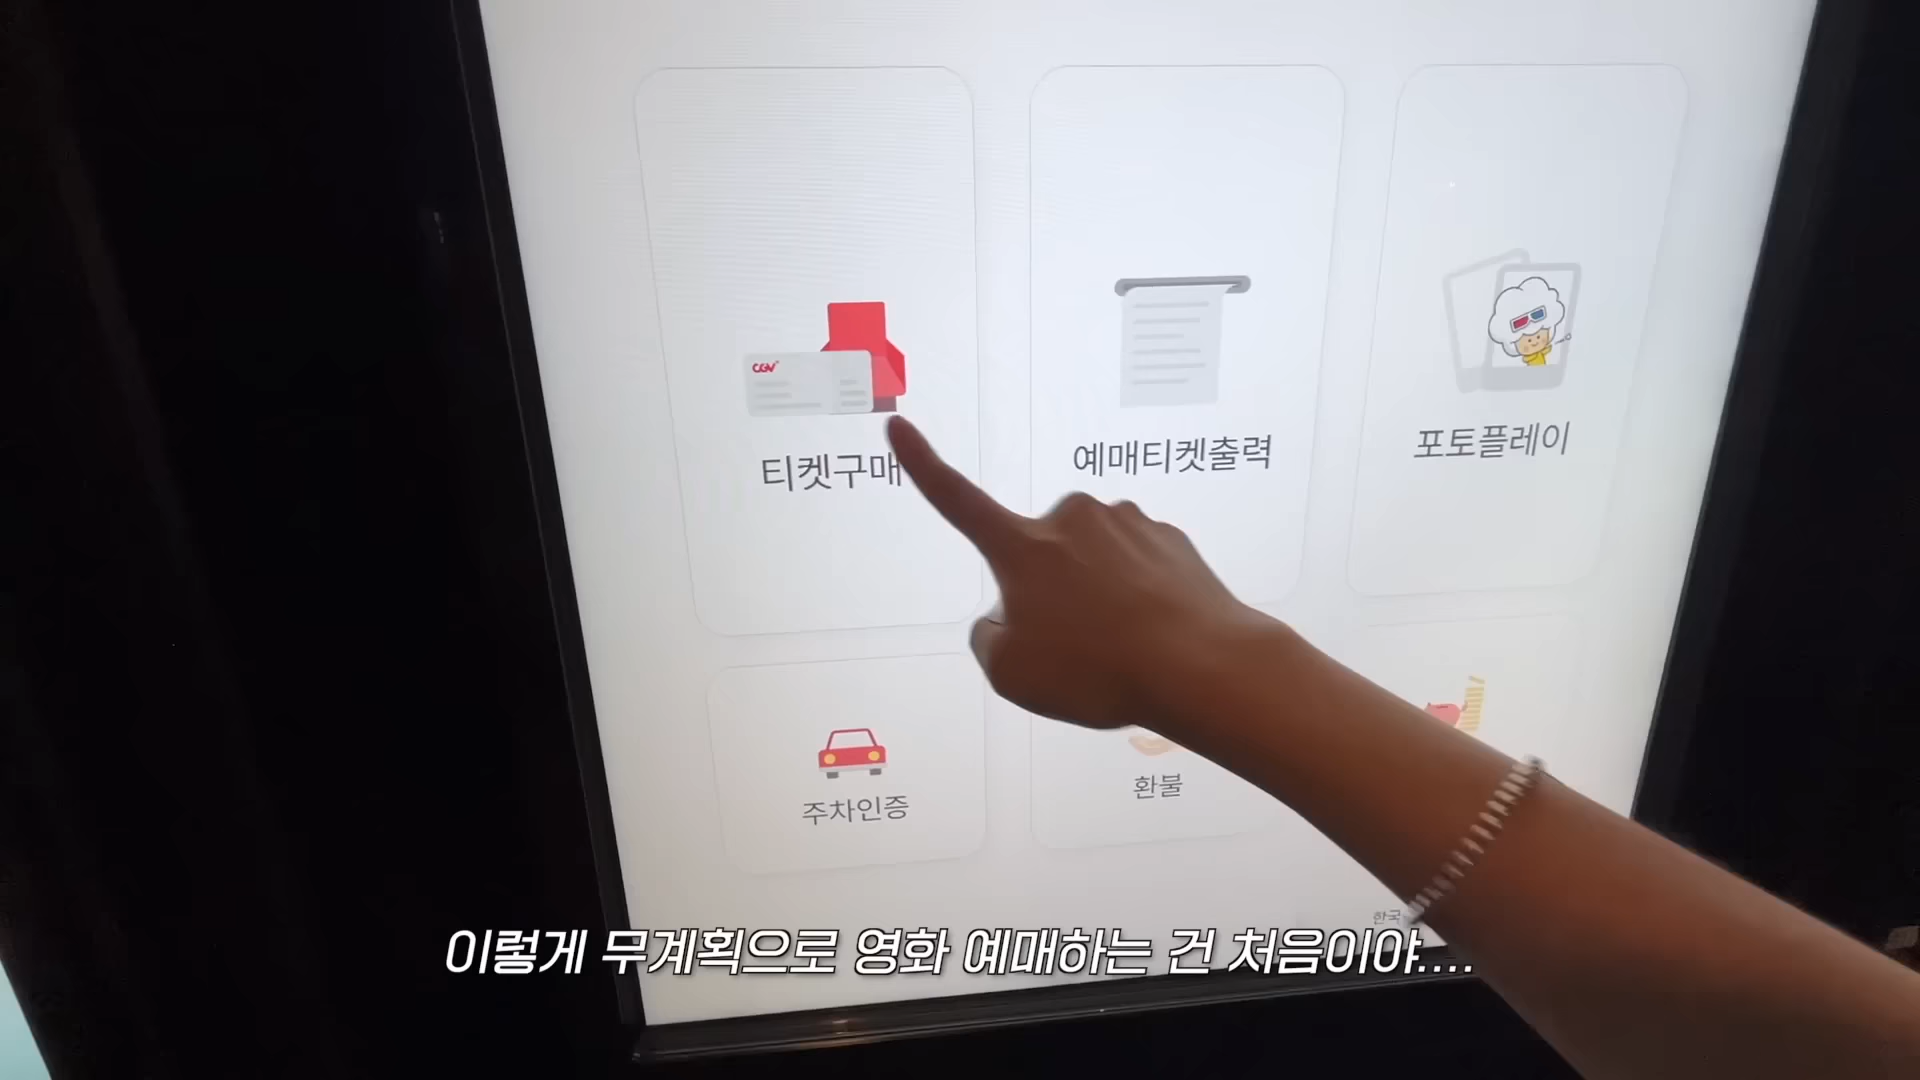 CGV
티켓구매
예매티켓출력
포토플레이
주차인증
환불
한국
이렇게 무계획으로 영화 예매하는 건 처음이야....